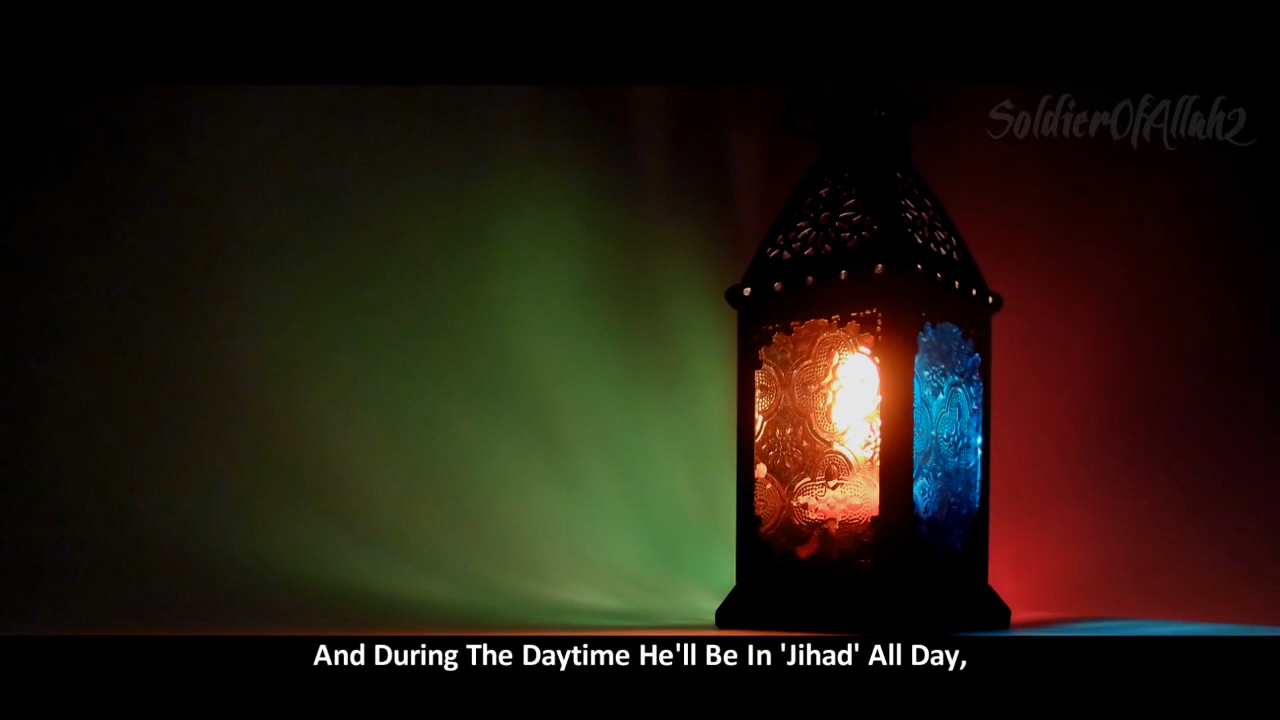 SoldierOfAllah2
And During The Daytime He'll Be In 'Jihad' All Day,